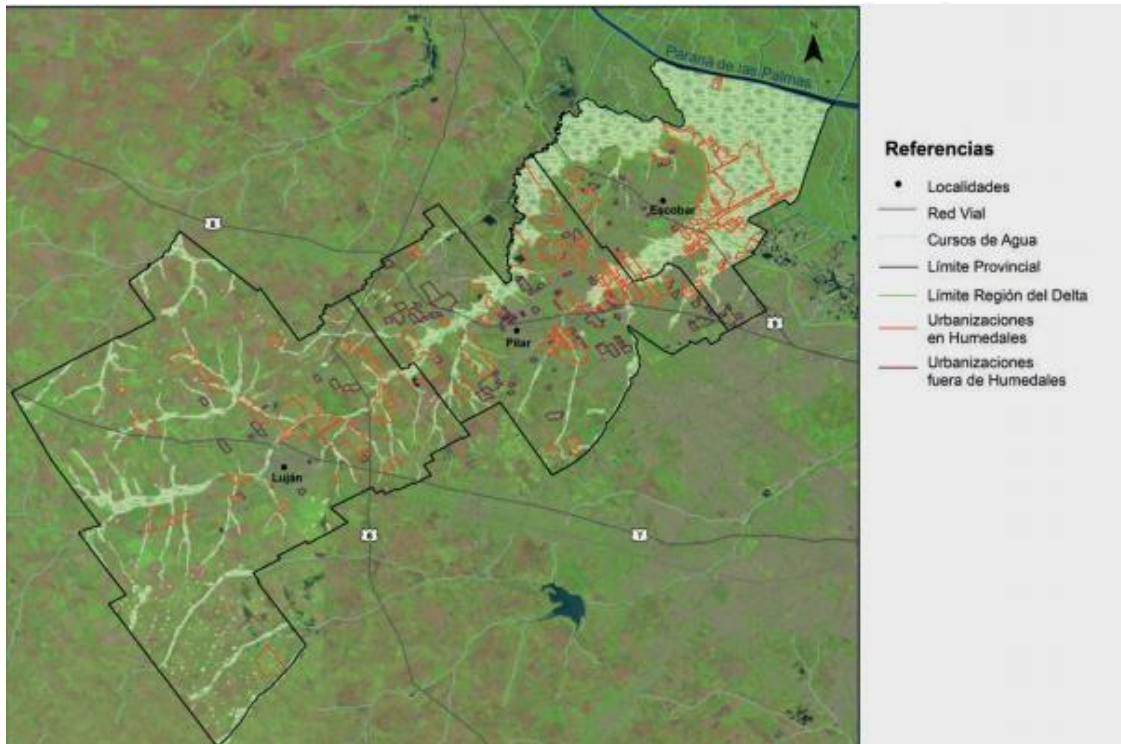 N
Paraná de las Palmas
8
Escobar
9
Pilar
Luján
6
7
Referencias
Localidades
Red Vial
Cursos de Agua
Límite Provincial
Límite Región del Delta
Urbanizaciones
en Humedales
Urbanizaciones
fuera de Humedales